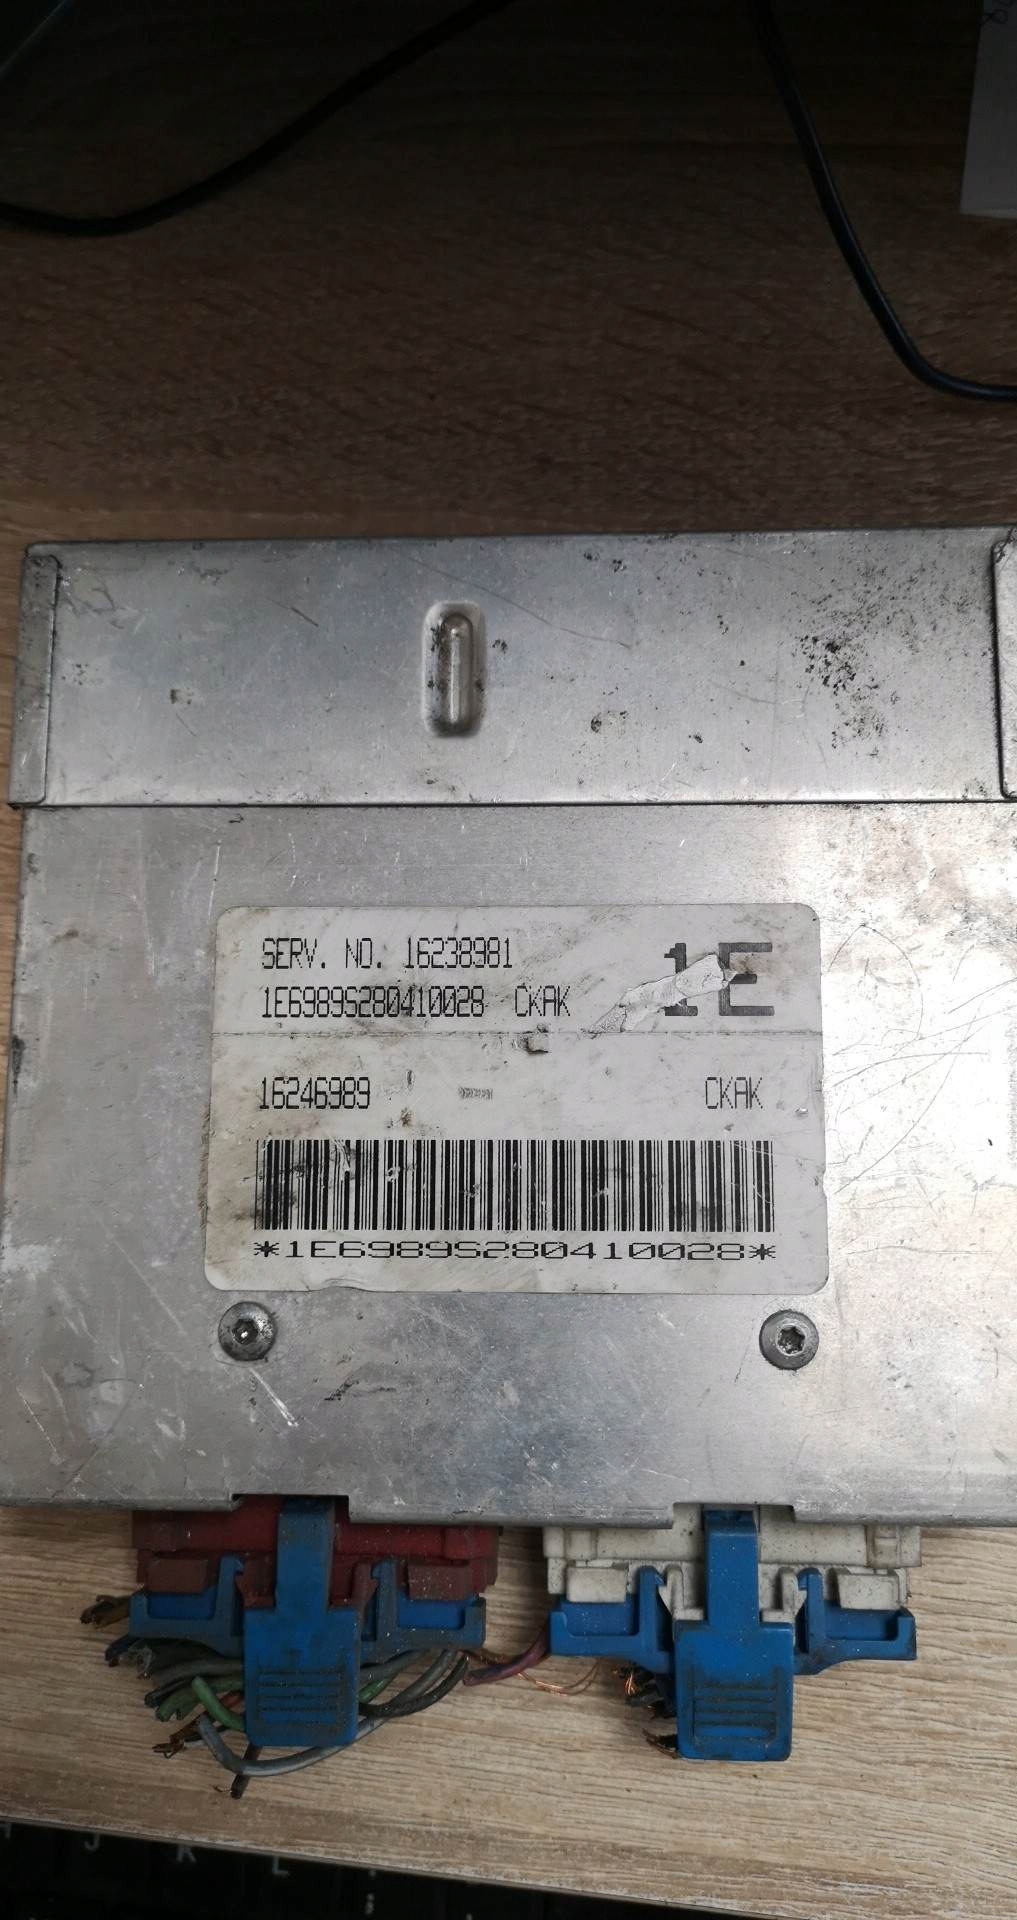 SERV. NO. 16238981
1E
1E6989S280410028 CKAK
16246989 CKAK
*1E6989S280410028*
J K L